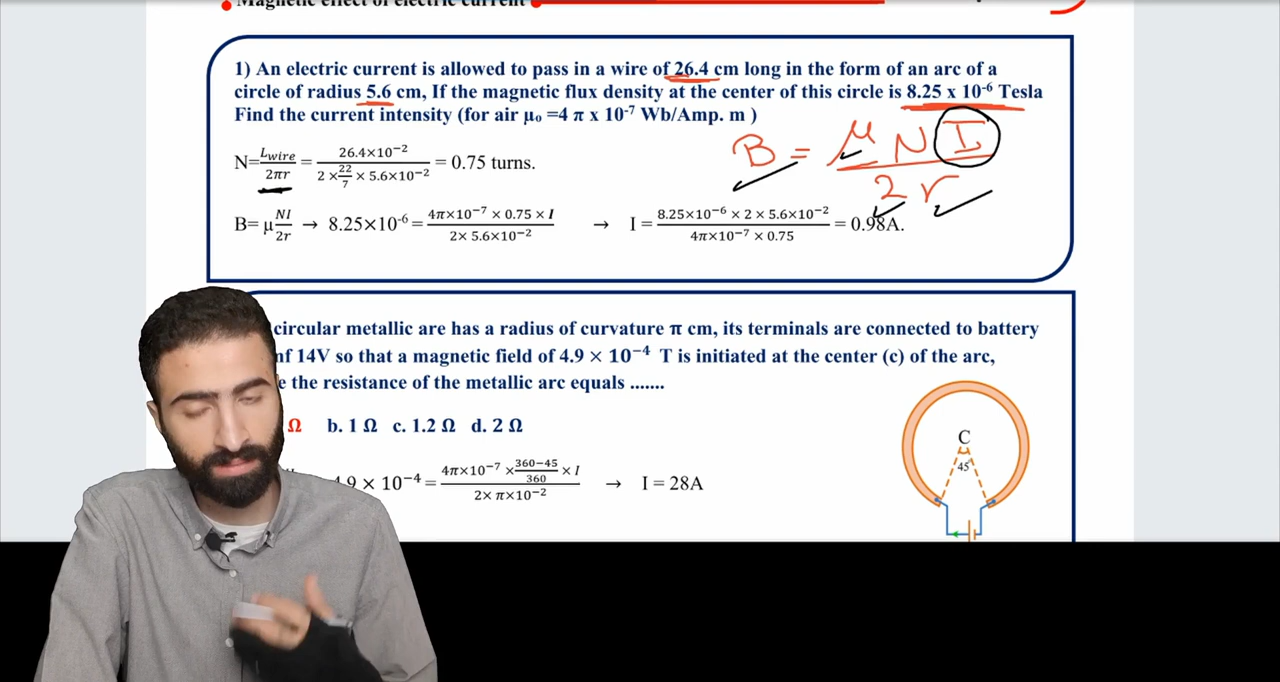 Magnetic effect of electric current
1) An electric current is allowed to pass in a wire of 26.4 cm long in the form of an arc of a
circle of radius 5.6 cm, If the magnetic flux density at the center of this circle is 8.25 x 10⁻⁶ Tesla
Find the current intensity (for air μₒ =4 π x 10⁻⁷ Wb/Amp. m )
B = μ N I / 2 r
N= Lwire / 2πr = 26.4×10⁻² / 2 × 22/7 × 5.6×10⁻² = 0.75 turns.
B= μ NI / 2r → 8.25×10⁻⁶ = 4π×10⁻⁷ × 0.75 × I / 2× 5.6×10⁻² → I = 8.25×10⁻⁶ × 2 × 5.6×10⁻² / 4π×10⁻⁷ × 0.75 = 0.98A.
circular metallic are has a radius of curvature π cm, its terminals are connected to battery
14V so that a magnetic field of 4.9 × 10⁻⁴ T is initiated at the center (c) of the arc,
the resistance of the metallic arc equals .......
Ω b. 1 Ω c. 1.2 Ω d. 2 Ω
C
45
9 × 10⁻⁴ = 4π×10⁻⁷ × 360−45 / 360 × I / 2× π×10⁻² → I = 28A